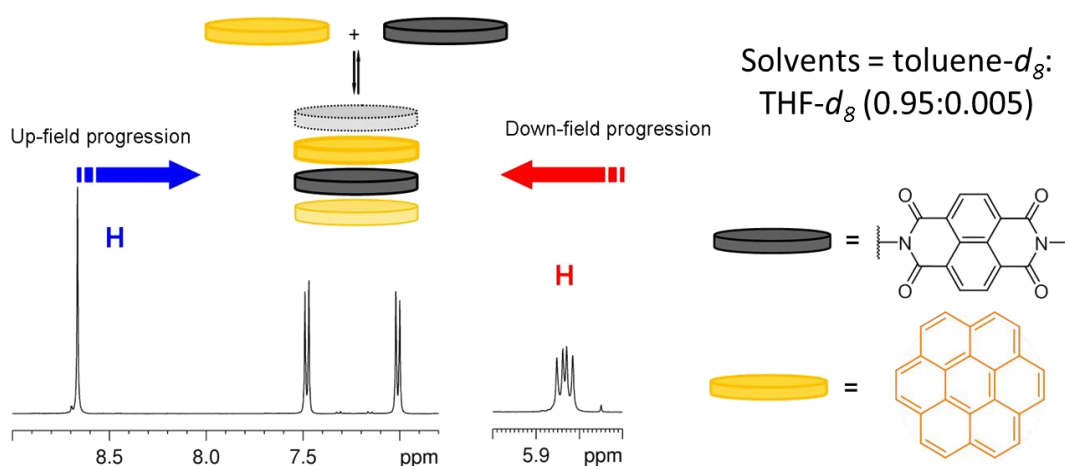 +
Solvents = toluene-d8:
THF-d8 (0.95:0.005)
Up-field progression
Down-field progression
H
H
8.5 8.0 7.5 ppm
5.9 ppm
=
O O
N N
O O
=